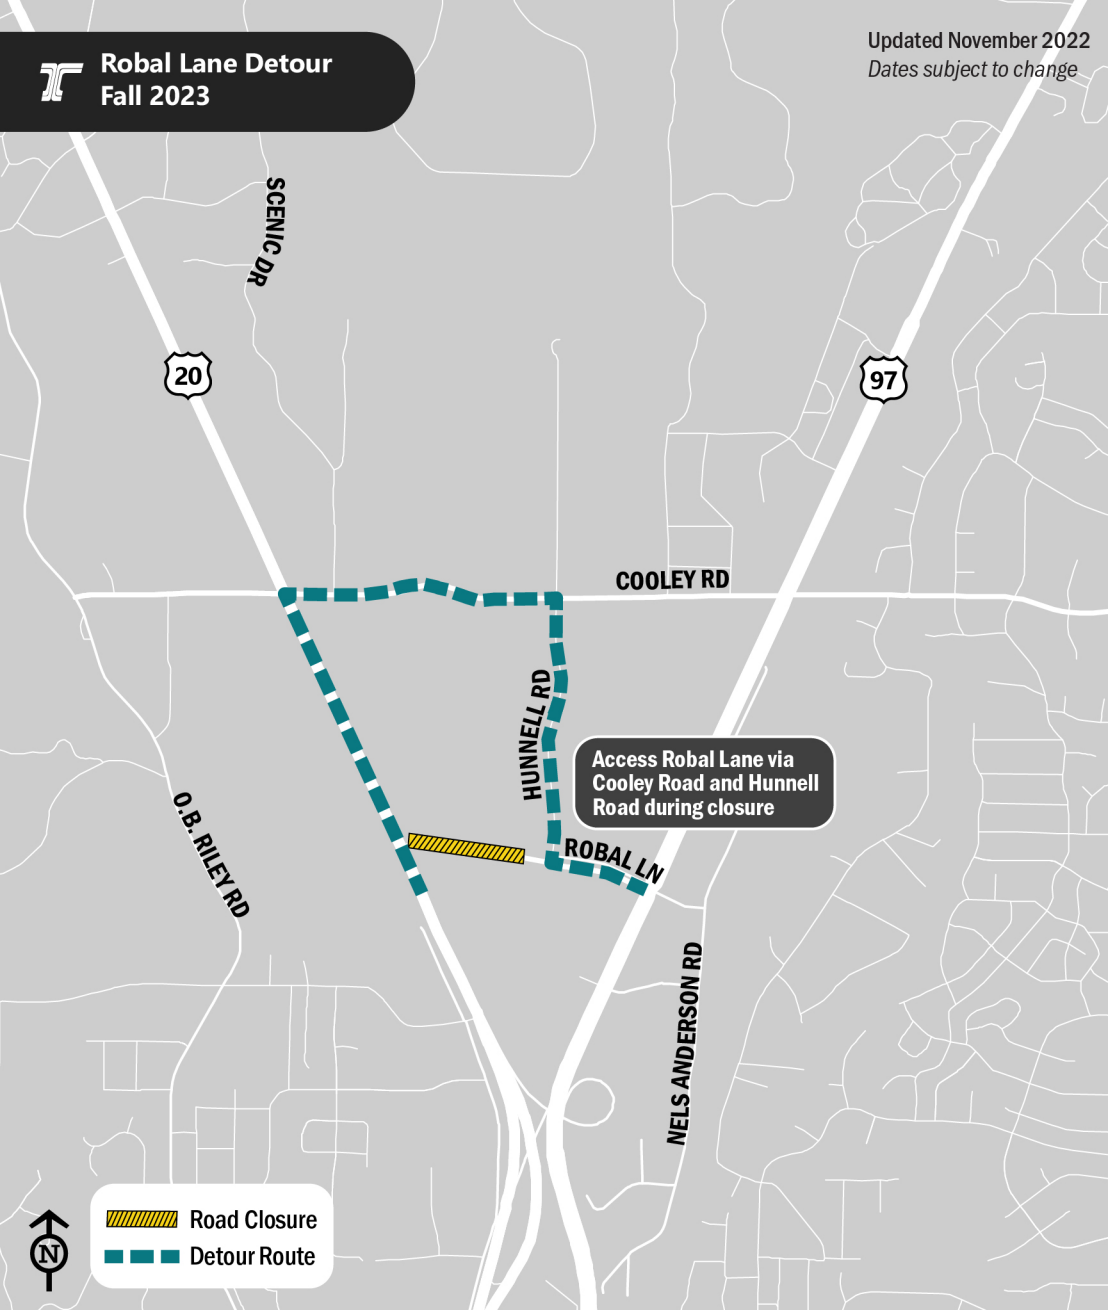 Robal Lane Detour
Fall 2023
Updated November 2022
Dates subject to change
SCENIC DR
20
97
COOLEY RD
HUNNELL RD
Access Robal Lane via
Cooley Road and Hunnell
Road during closure
O.B. RILEY RD
ROBAL LN
NELS ANDERSON RD
Road Closure
Detour Route
N